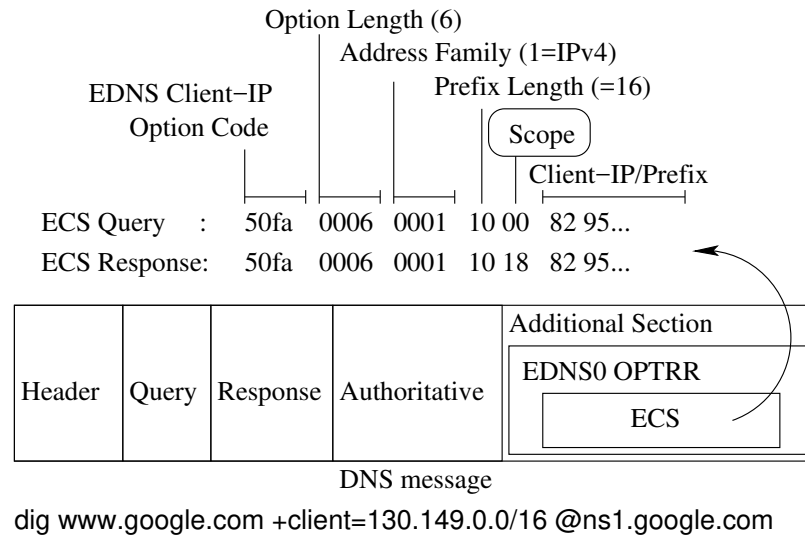 Option Length (6)
Address Family (1=IPv4)
EDNS Client−IP
Option Code
Prefix Length (=16)
Scope
Client−IP/Prefix
ECS Query : 50fa 0006 0001 10 00 82 95...
ECS Response: 50fa 0006 0001 10 18 82 95...
Header
Query
Response
Authoritative
Additional Section
EDNS0 OPTRR
ECS
DNS message
dig www.google.com +client=130.149.0.0/16 @ns1.google.com